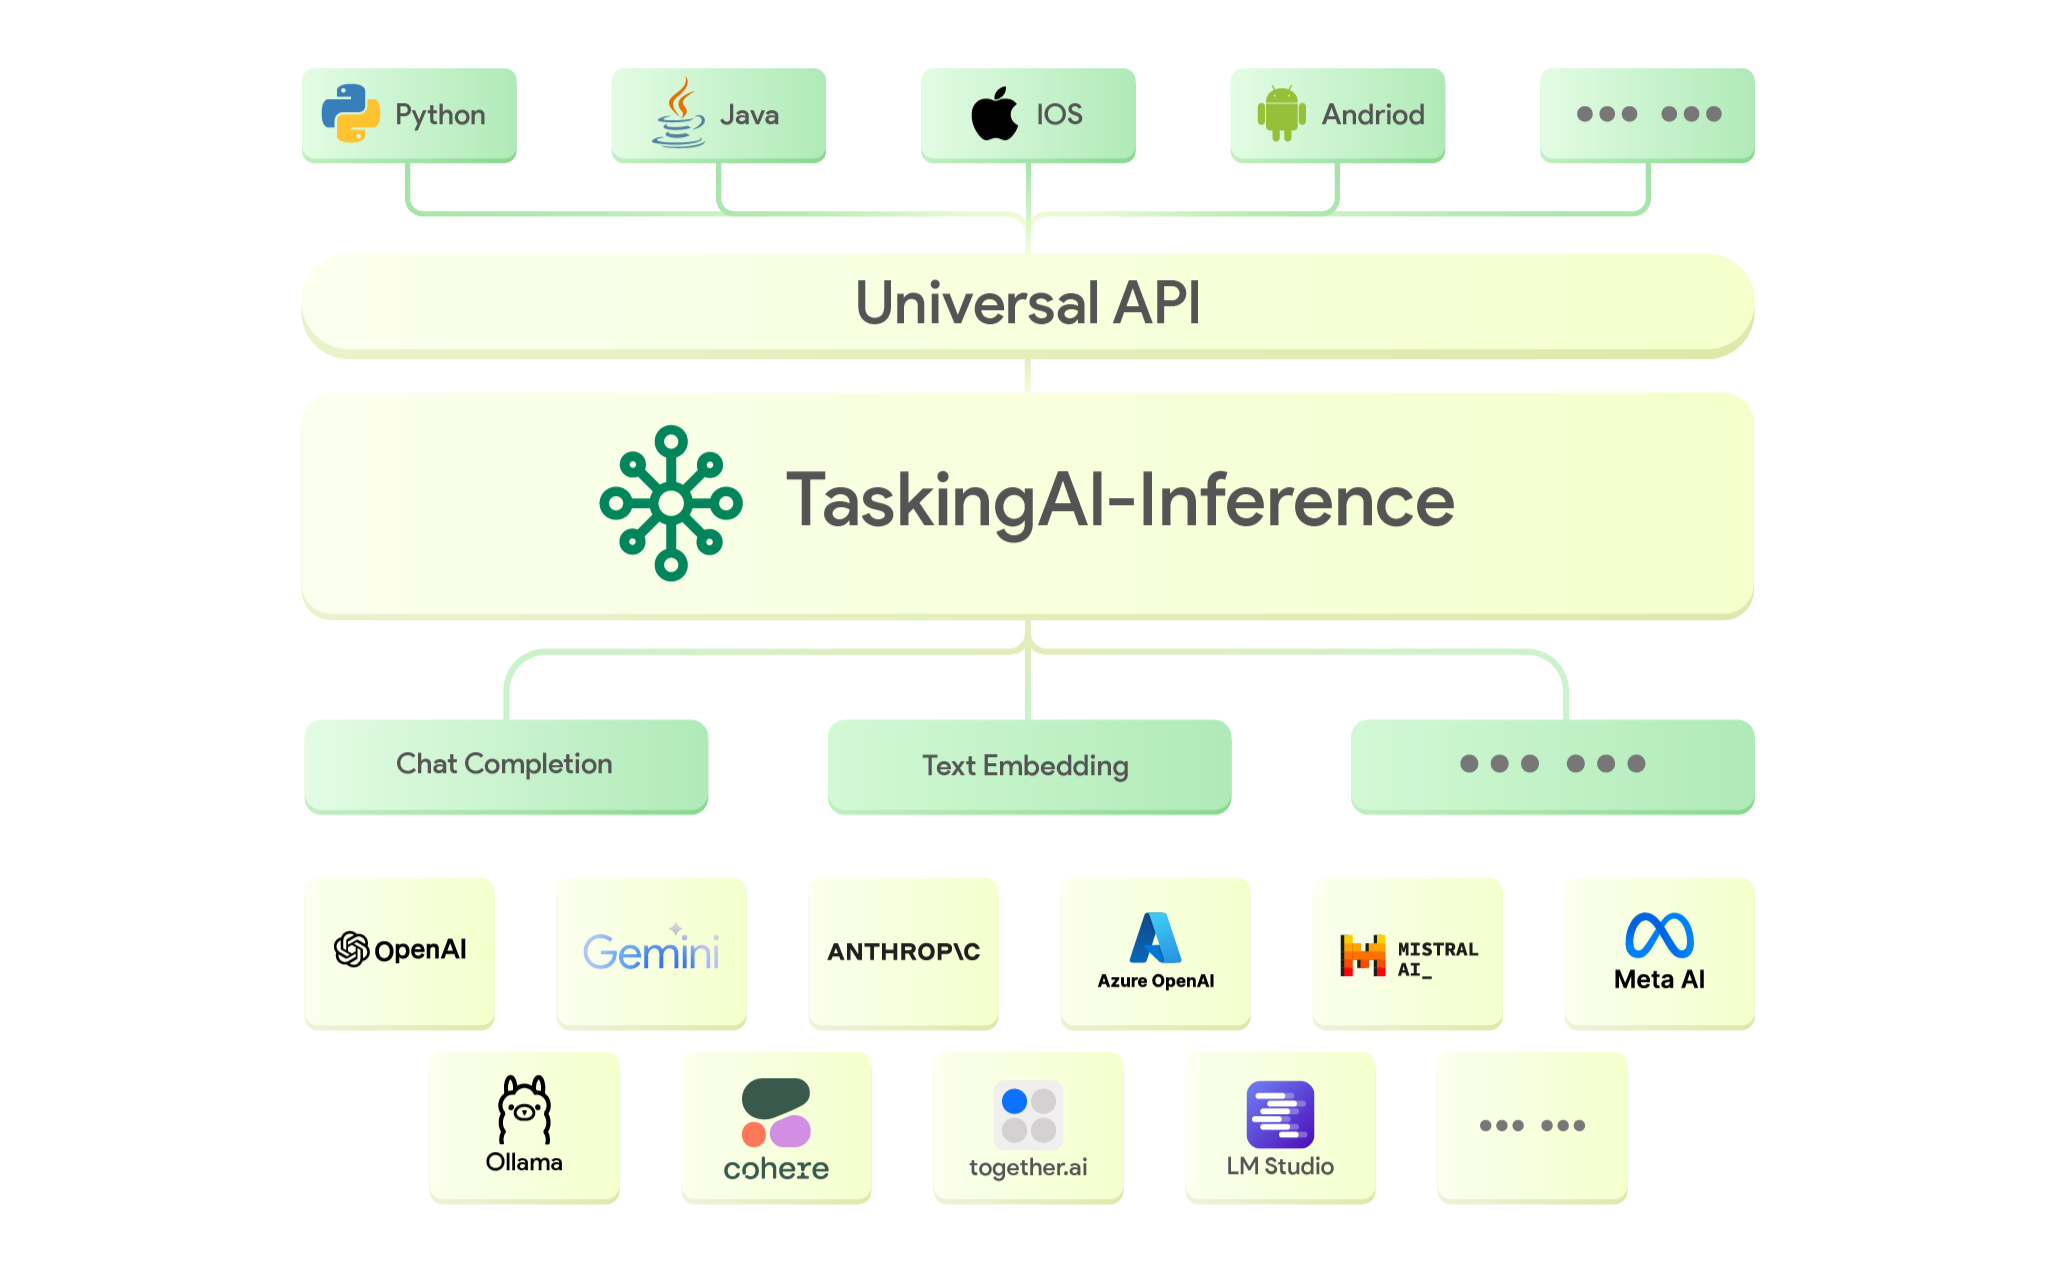 Python
Java
IOS
Andriod
Universal API
TaskingAI-Inference
Chat Completion
Text Embedding
OpenAI
Gemini
ANTHROP\C
Azure OpenAI
MISTRAL
AI_
Meta AI
Ollama
cohere
together.ai
LM Studio